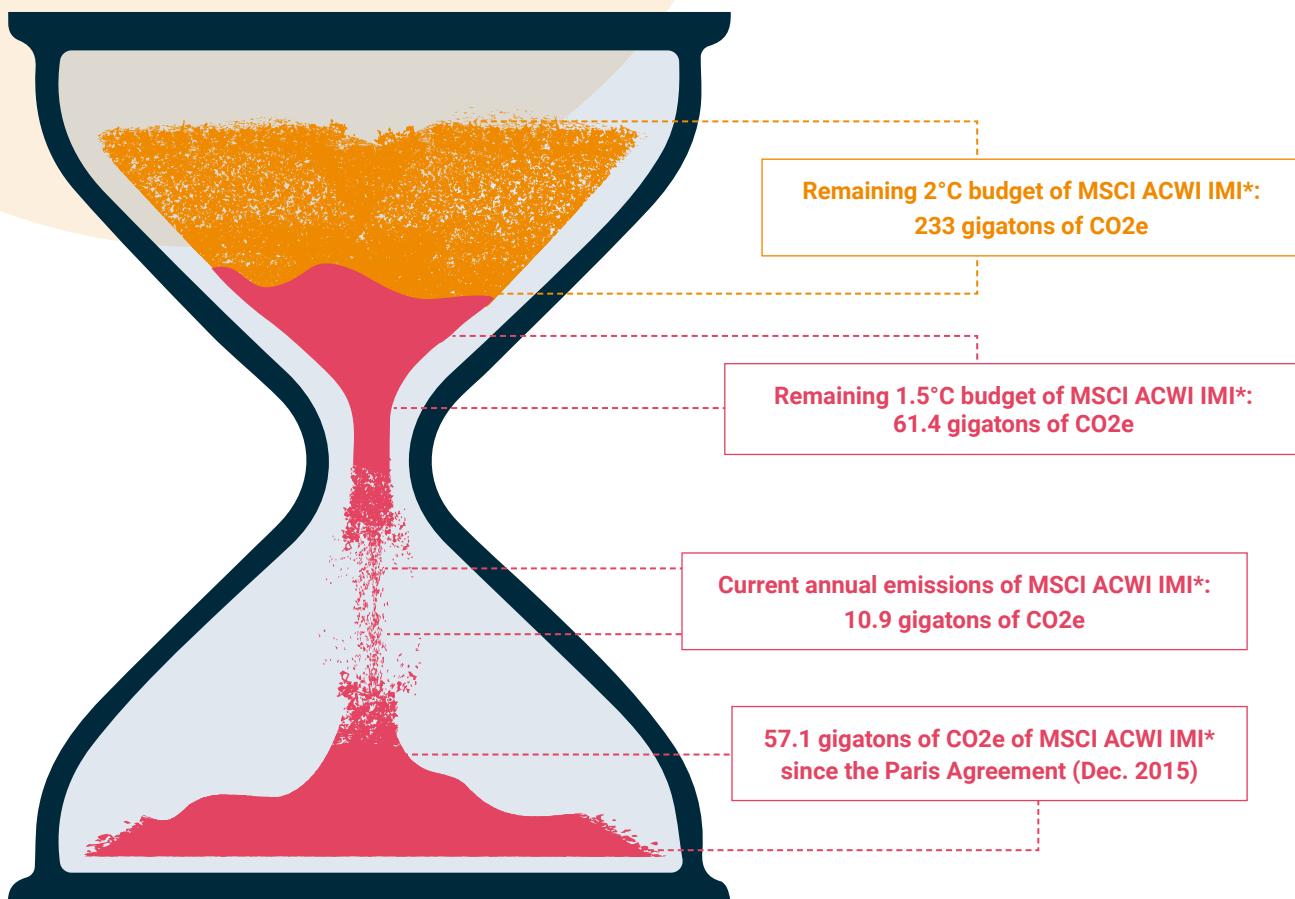 Remaining 2°C budget of MSCI ACWI IMI*:
233 gigatons of CO2e
Remaining 1.5°C budget of MSCI ACWI IMI*:
61.4 gigatons of CO2e
Current annual emissions of MSCI ACWI IMI*:
10.9 gigatons of CO2e
57.1 gigatons of CO2e of MSCI ACWI IMI*
since the Paris Agreement (Dec. 2015)